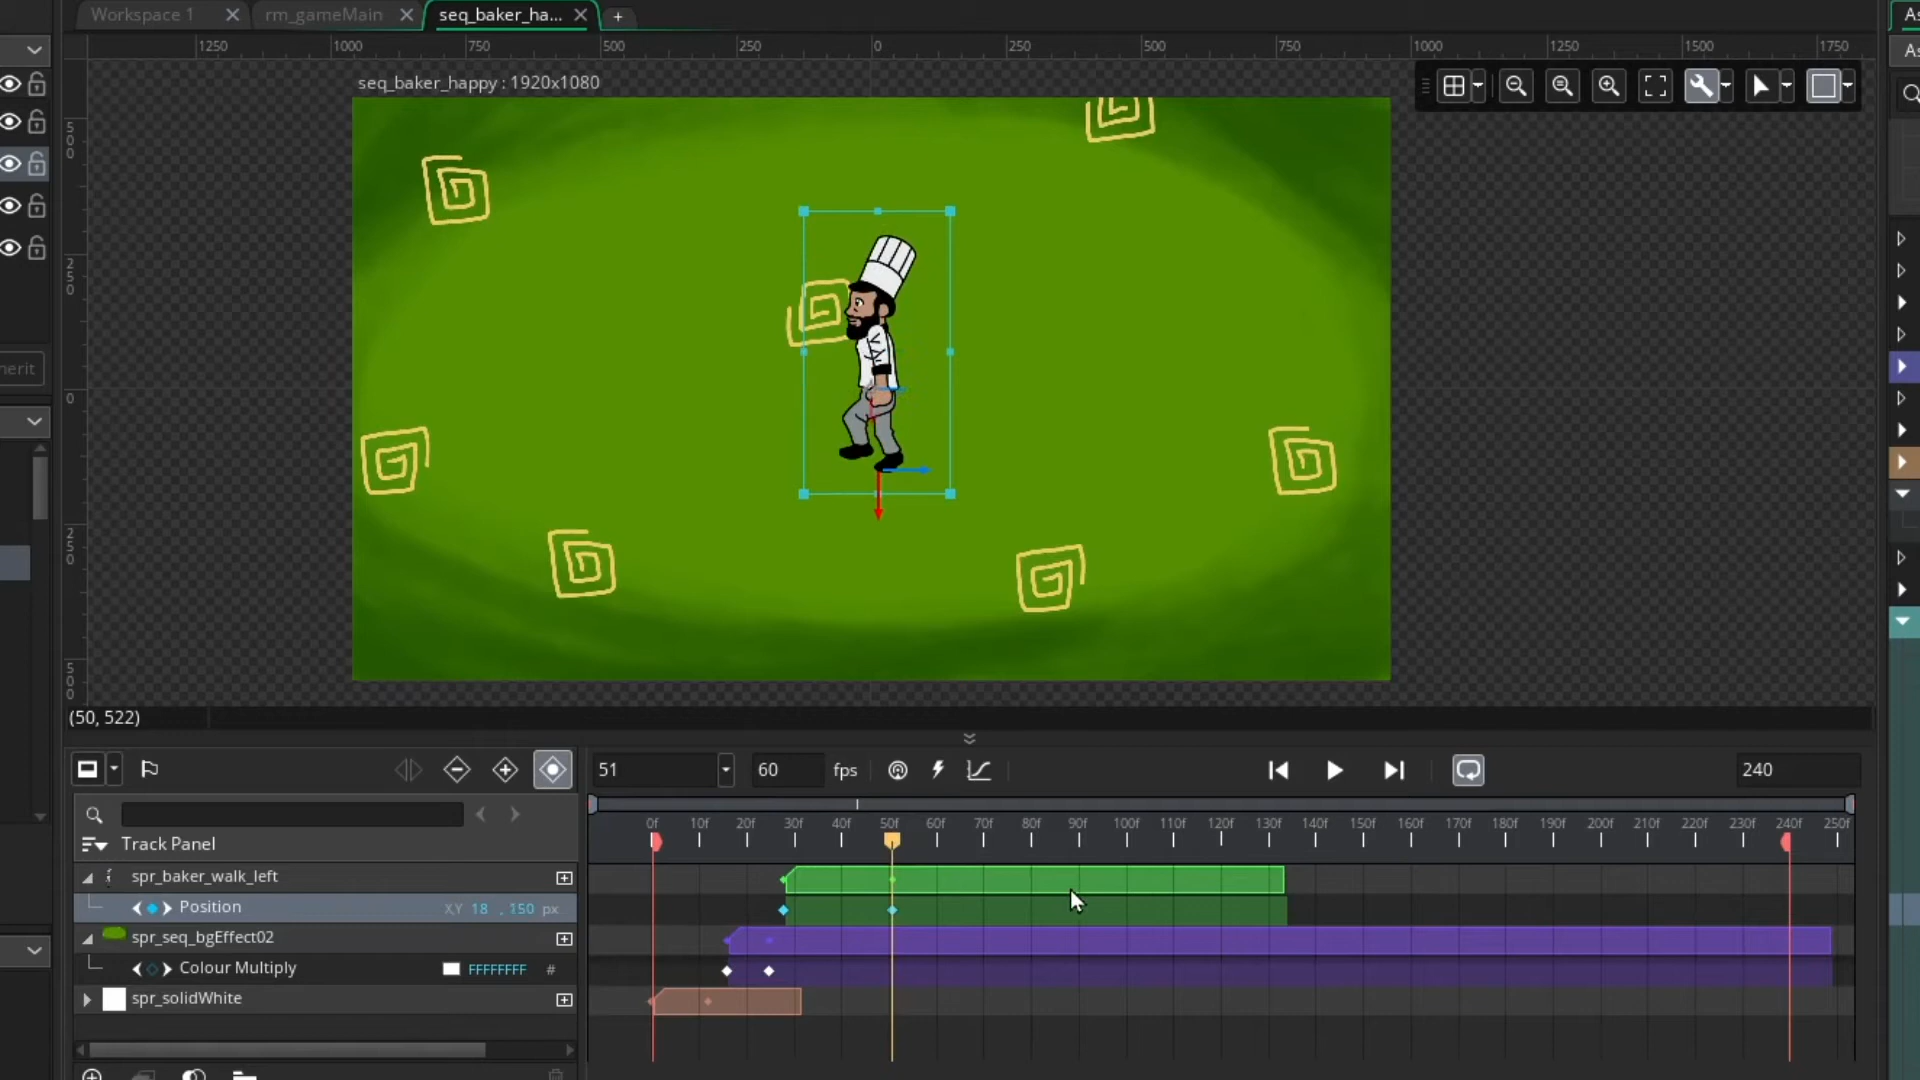 Workspace 1 rm_gameMain seq_baker_ha... As
1250 1000 750 500 250 0 250 500 750 1000 1250 1500 1750 As
seq_baker_happy : 1920x1080
500
250
herit
0
250
500
(50, 522)
51 60 fps 240
0f 10f 20f 30f 40f 50f 60f 70f 80f 90f 100f 110f 120f 130f 140f 150f 160f 170f 180f 190f 200f 210f 220f 230f 240f 250f
Track Panel
spr_baker_walk_left
Position XY 18 , 150 px
spr_seq_bgEffect02
Colour Multiply FFFFFFFF #
spr_solidWhite